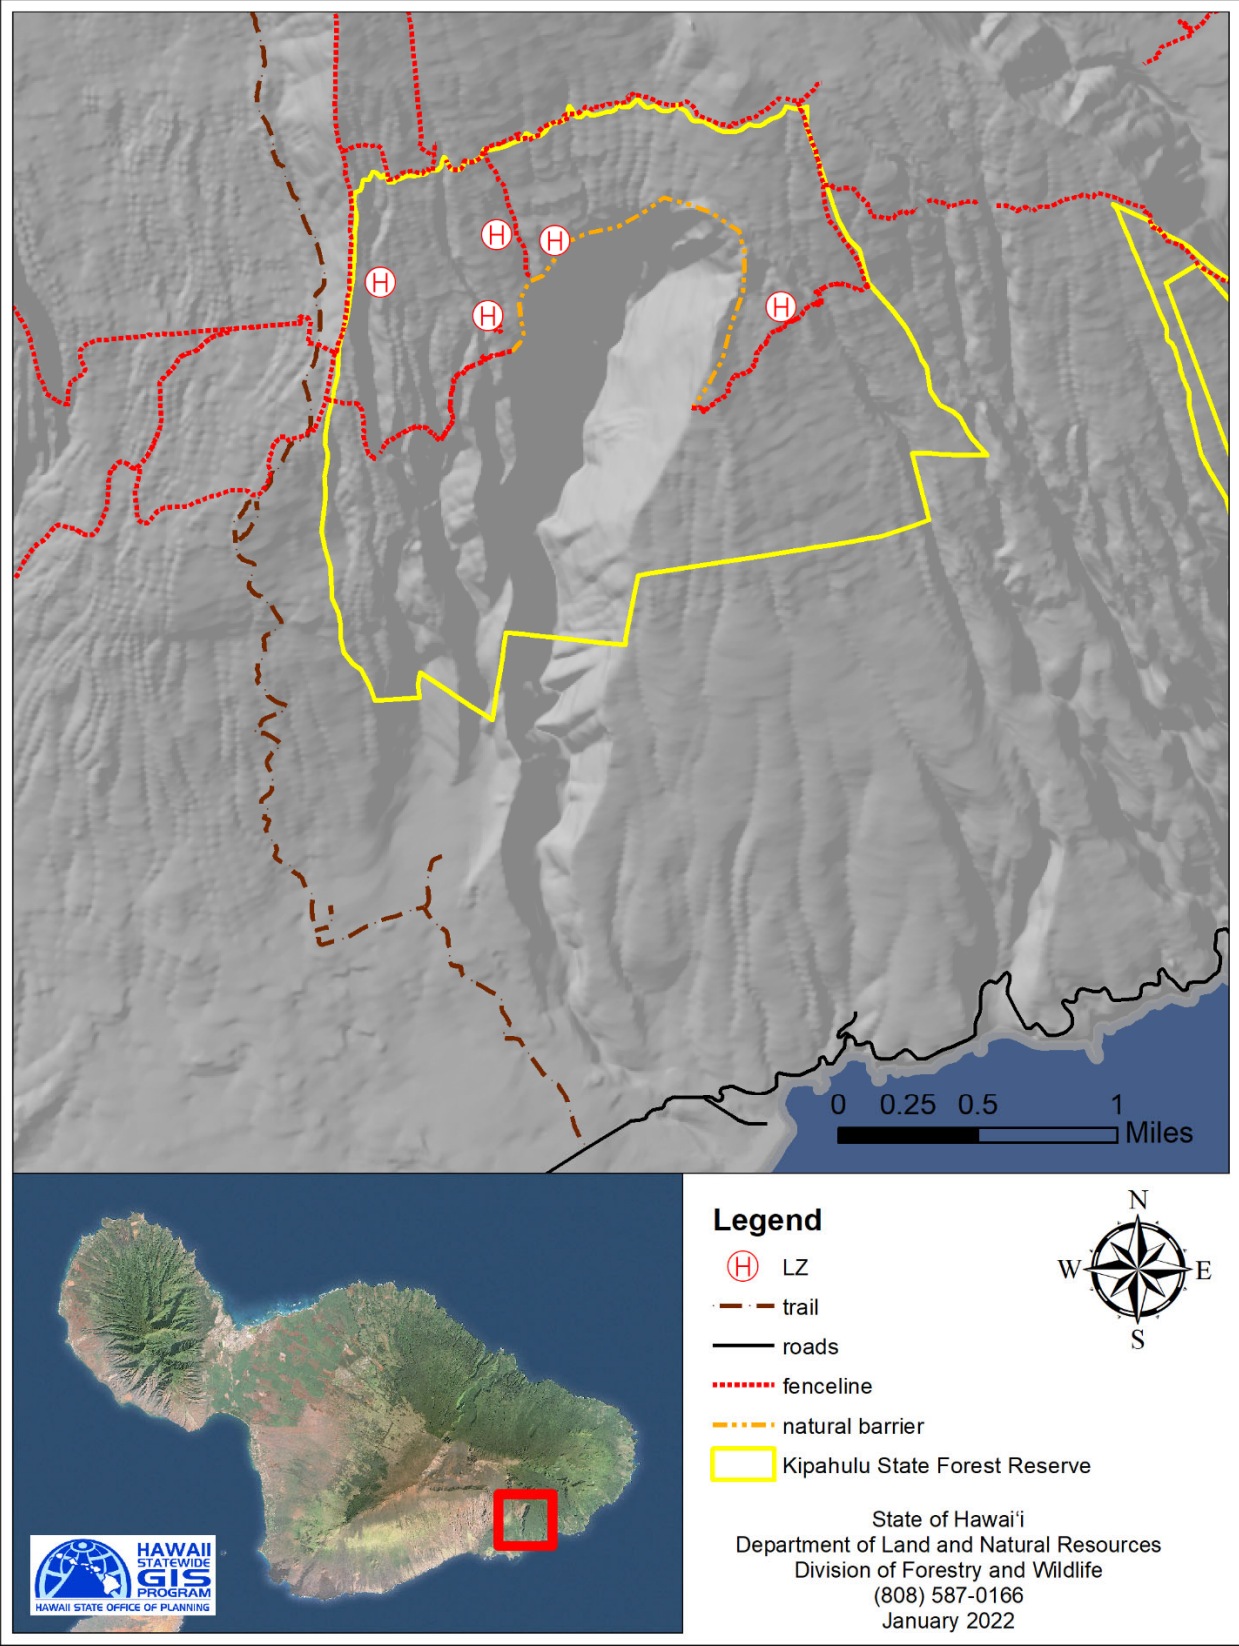 H
H
H
H
H
0 0.25 0.5 1
Miles
Legend
H LZ
trail
roads
fenceline
natural barrier
Kipahulu State Forest Reserve
N
W E
S
State of Hawaiʻi
Department of Land and Natural Resources
Division of Forestry and Wildlife
(808) 587-0166
January 2022
HAWAII
STATEWIDE
GIS
PROGRAM
HAWAII STATE OFFICE OF PLANNING